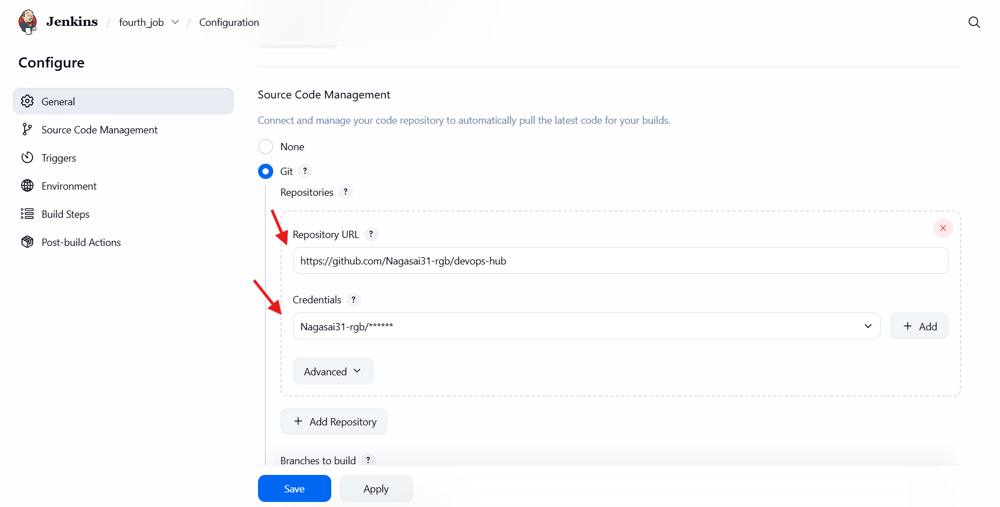 Jenkins / fourth_job / Configuration
Configure
General
Source Code Management
Triggers
Environment
Build Steps
Post-build Actions
Source Code Management
Connect and manage your code repository to automatically pull the latest code for your builds.
None
Git ?
Repositories ?
Repository URL ?
https://github.com/Nagasai31-rgb/devops-hub
Credentials ?
Nagasai31-rgb/******
+ Add
Advanced
+ Add Repository
Branches to build ?
Save
Apply